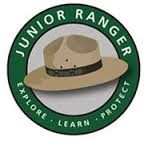 JUNIOR RANGER
EXPLORE · LEARN · PROTECT